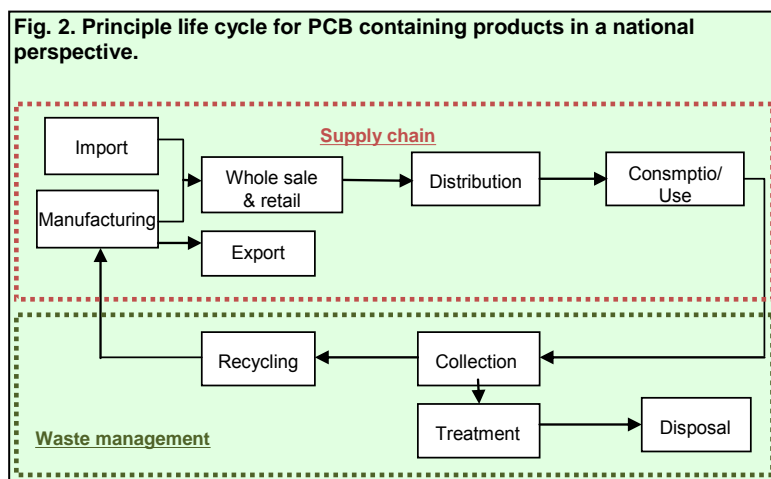 Fig. 2. Principle life cycle for PCB containing products in a national
perspective.
Supply chain
Import
Manufacturing
Whole sale
& retail
Export
Distribution
Consmptio/
Use
Recycling
Collection
Treatment
Disposal
Waste management